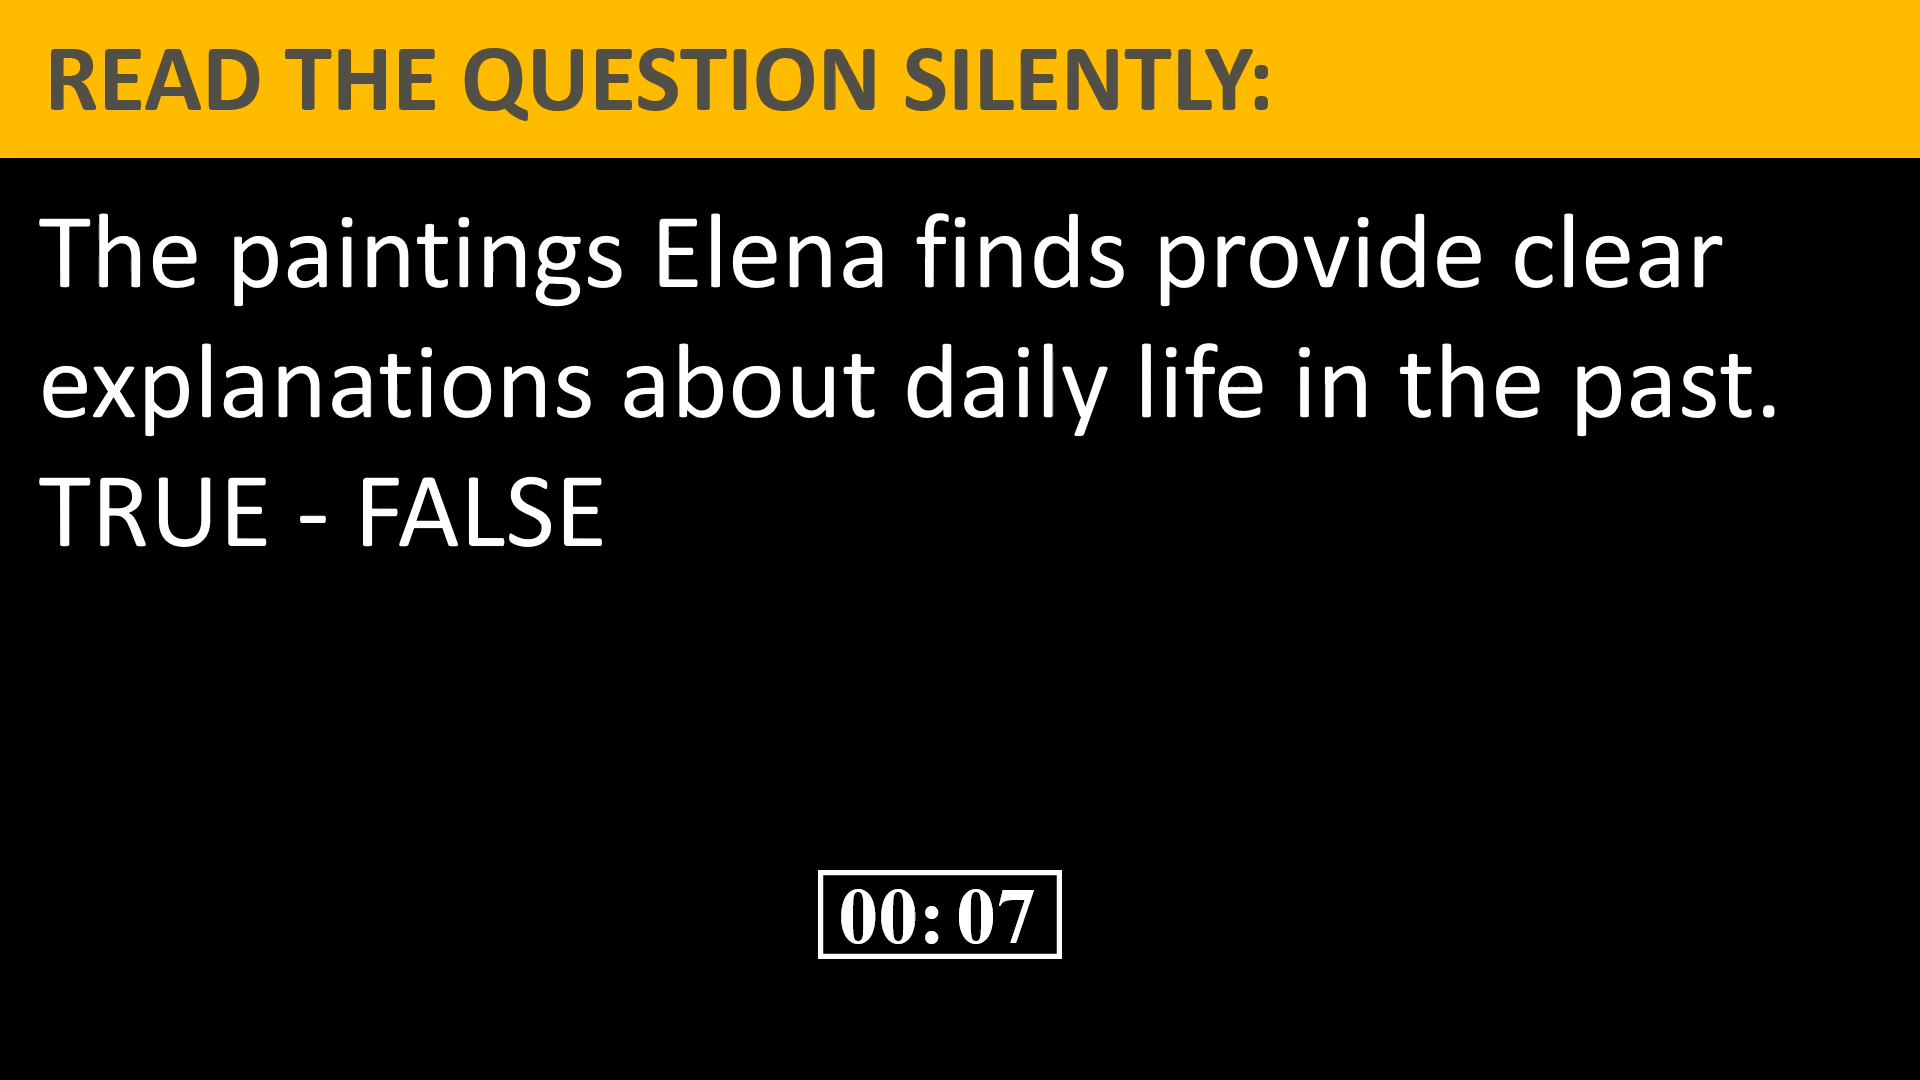 READ THE QUESTION SILENTLY:
The paintings Elena finds provide clear
explanations about daily life in the past.
TRUE - FALSE
00:07